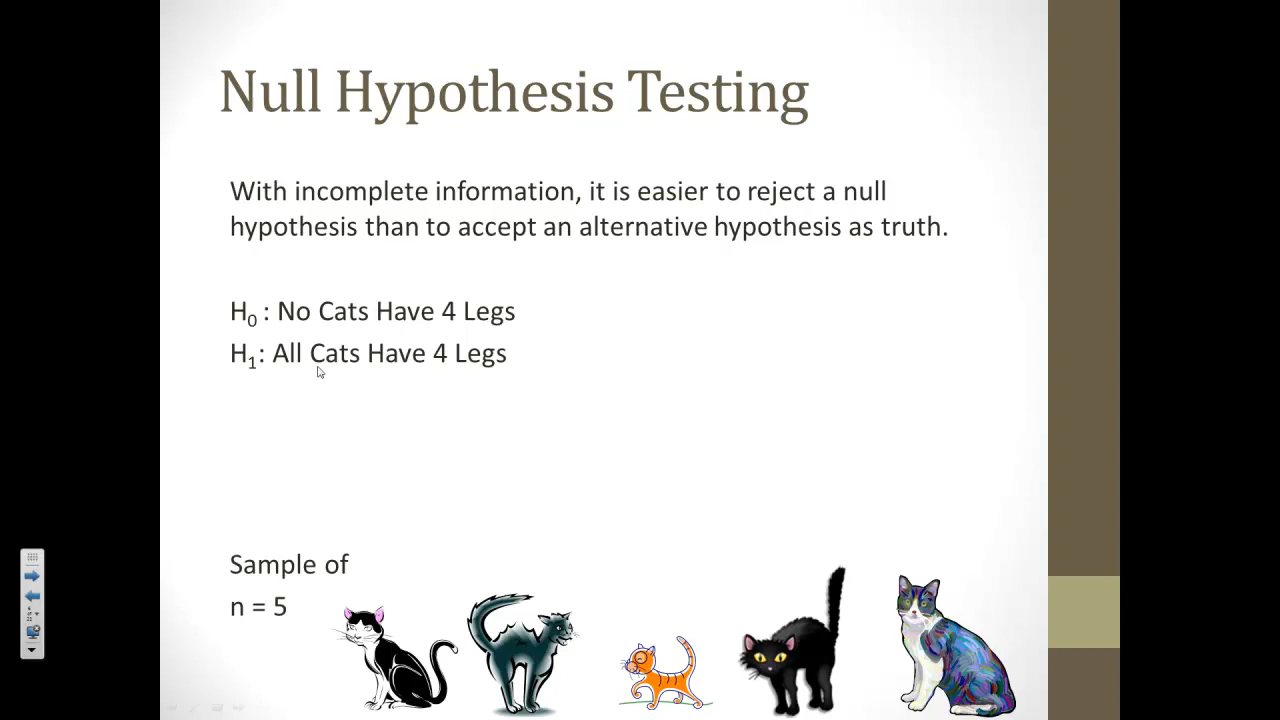 Null Hypothesis Testing
With incomplete information, it is easier to reject a null
hypothesis than to accept an alternative hypothesis as truth.
H₀ : No Cats Have 4 Legs
H₁: All Cats Have 4 Legs
Sample of
n = 5